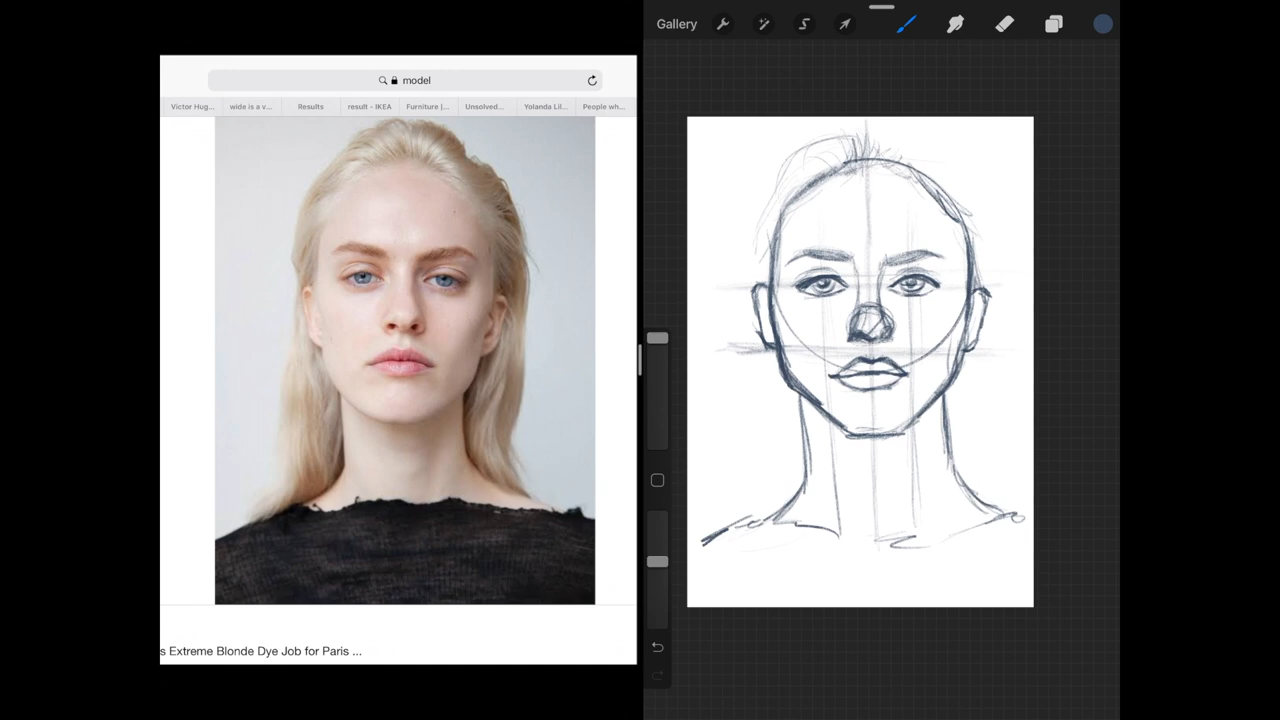 Gallery
model
Victor Hug... wide is a v... Results result - IKEA Furniture |... Unsolved... Yolanda Lil... People wh...
s Extreme Blonde Dye Job for Paris ...